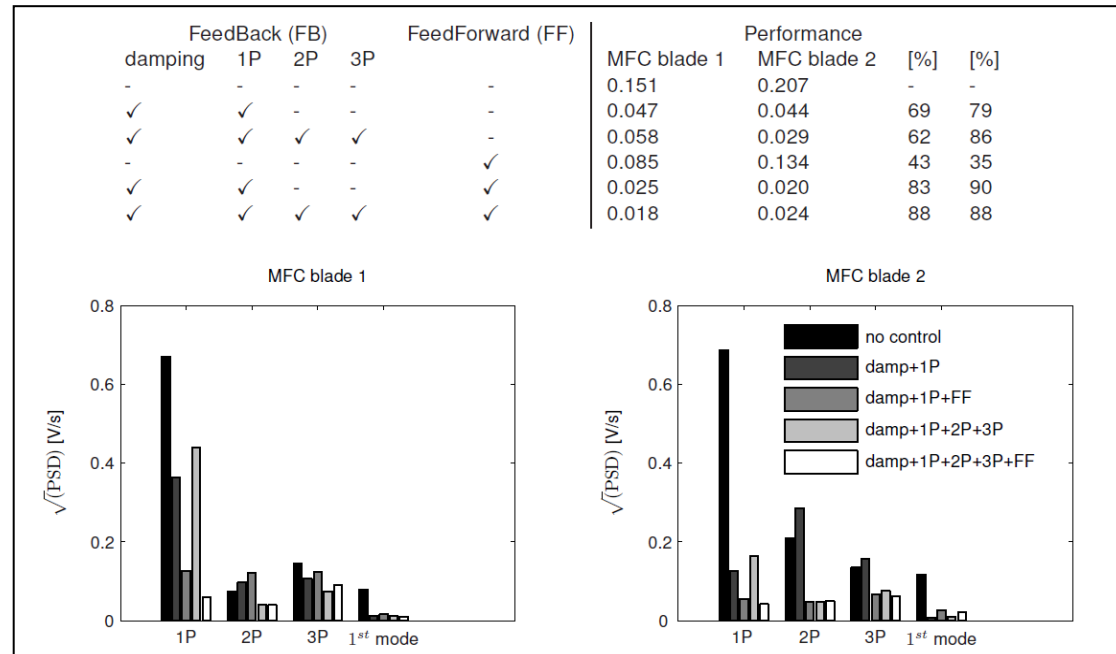 FeedBack (FB) FeedForward (FF) Performance
damping 1P 2P 3P MFC blade 1 MFC blade 2 [%] [%]
- - - - - 0.151 0.207 - -
✓ ✓ - - - 0.047 0.044 69 79
✓ ✓ ✓ ✓ - 0.058 0.029 62 86
- - - - ✓ 0.085 0.134 43 35
✓ ✓ - - ✓ 0.025 0.020 83 90
✓ ✓ ✓ ✓ ✓ 0.018 0.024 88 88
MFC blade 1
0.8
0.6
0.4
0.2
0
√(PSD) [V/s]
1P 2P 3P 1st mode
MFC blade 2
0.8
0.6
0.4
0.2
0
√(PSD) [V/s]
no control
damp+1P
damp+1P+FF
damp+1P+2P+3P
damp+1P+2P+3P+FF
1P 2P 3P 1st mode